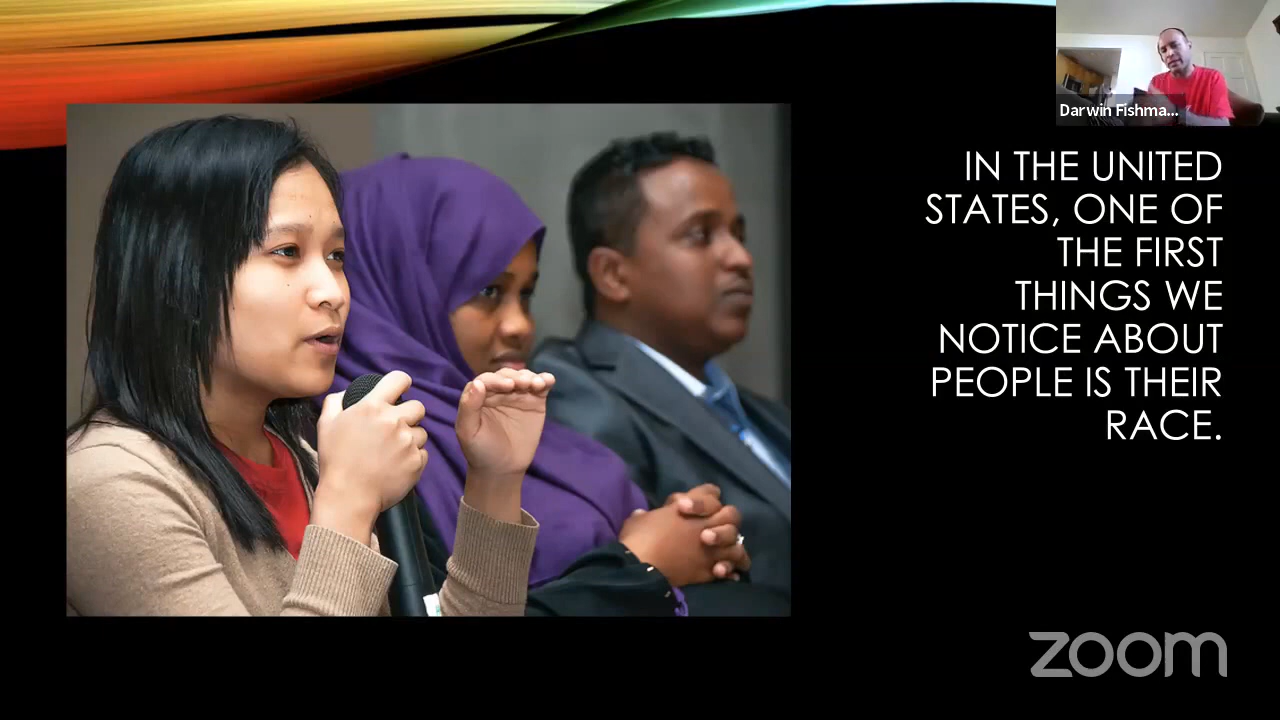 Darwin Fishma...
IN THE UNITED
STATES, ONE OF
THE FIRST
THINGS WE
NOTICE ABOUT
PEOPLE IS THEIR
RACE.
zoom